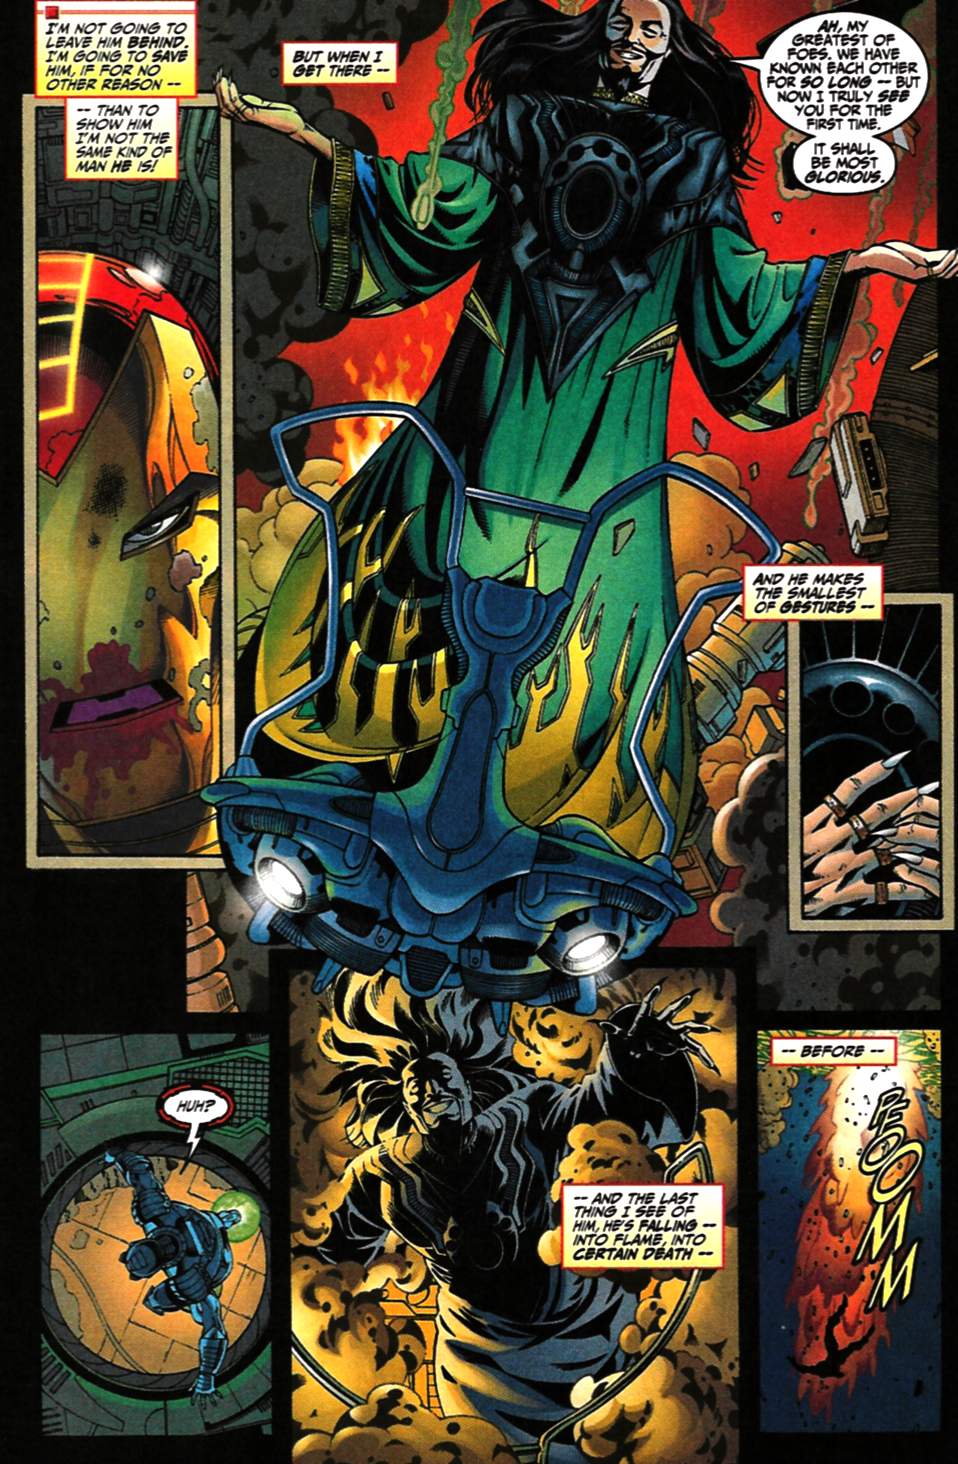 I'M NOT GOING TO
LEAVE HIM BEHIND.
I'M GOING TO SAVE
HIM, IF FOR NO
OTHER REASON --
-- THAN TO
SHOW HIM
I'M NOT THE
SAME KIND OF
MAN HE IS!
BUT WHEN I
GET THERE --
AH, MY
GREATEST OF
FOES. WE HAVE
KNOWN EACH OTHER
FOR SO LONG -- BUT
NOW I TRULY SEE
YOU FOR THE
FIRST TIME.
IT SHALL
BE MOST
GLORIOUS.
AND HE MAKES
THE SMALLEST
OF GESTURES --
HUH?
-- AND THE LAST
THING I SEE OF
HIM, HE'S FALLING --
INTO FLAME, INTO
CERTAIN DEATH --
-- BEFORE --
FOOMM